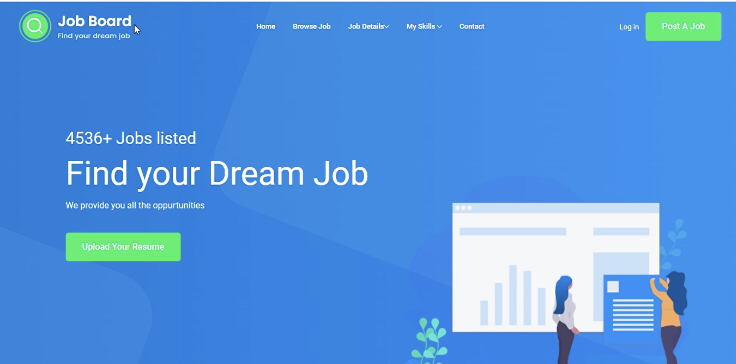 Job Board
Find your dream job
Home Browse Job Job Details My Skills Contact
Log in Post A Job
4536+ Jobs listed
Find your Dream Job
We provide you all the oppurtunities
Upload Your Resume